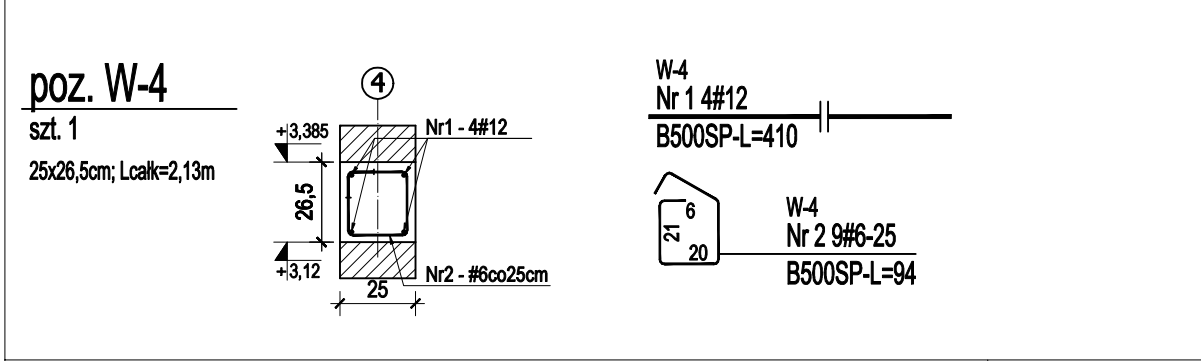 poz. W-4
szt. 1
25x26,5cm; Lcałk=2,13m
4
+3,385
Nr1 - 4#12
26,5
+3,12
Nr2 - #6co25cm
25
W-4
Nr 1 4#12
B500SP-L=410
6
21
20
W-4
Nr 2 9#6-25
B500SP-L=94